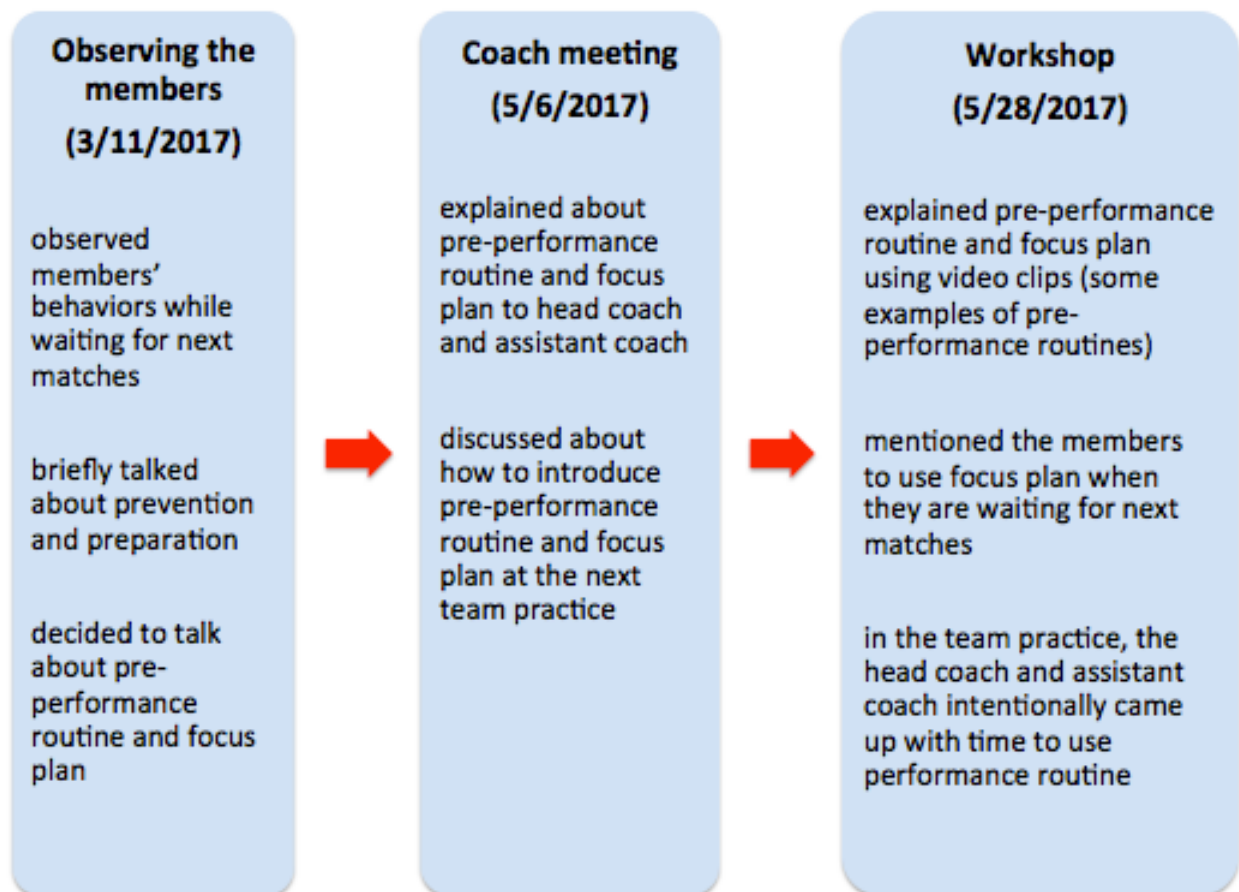 Observing the
members
(3/11/2017)
observed
members’
behaviors while
waiting for next
matches
briefly talked
about prevention
and preparation
decided to talk
about pre-
performance
routine and focus
plan
Coach meeting
(5/6/2017)
explained about
pre-performance
routine and focus
plan to head coach
and assistant coach
discussed about
how to introduce
pre-performance
routine and focus
plan at the next
team practice
Workshop
(5/28/2017)
explained pre-performance
routine and focus plan
using video clips (some
examples of pre-
performance routines)
mentioned the members
to use focus plan when
they are waiting for next
matches
in the team practice, the
head coach and assistant
coach intentionally came
up with time to use
performance routine